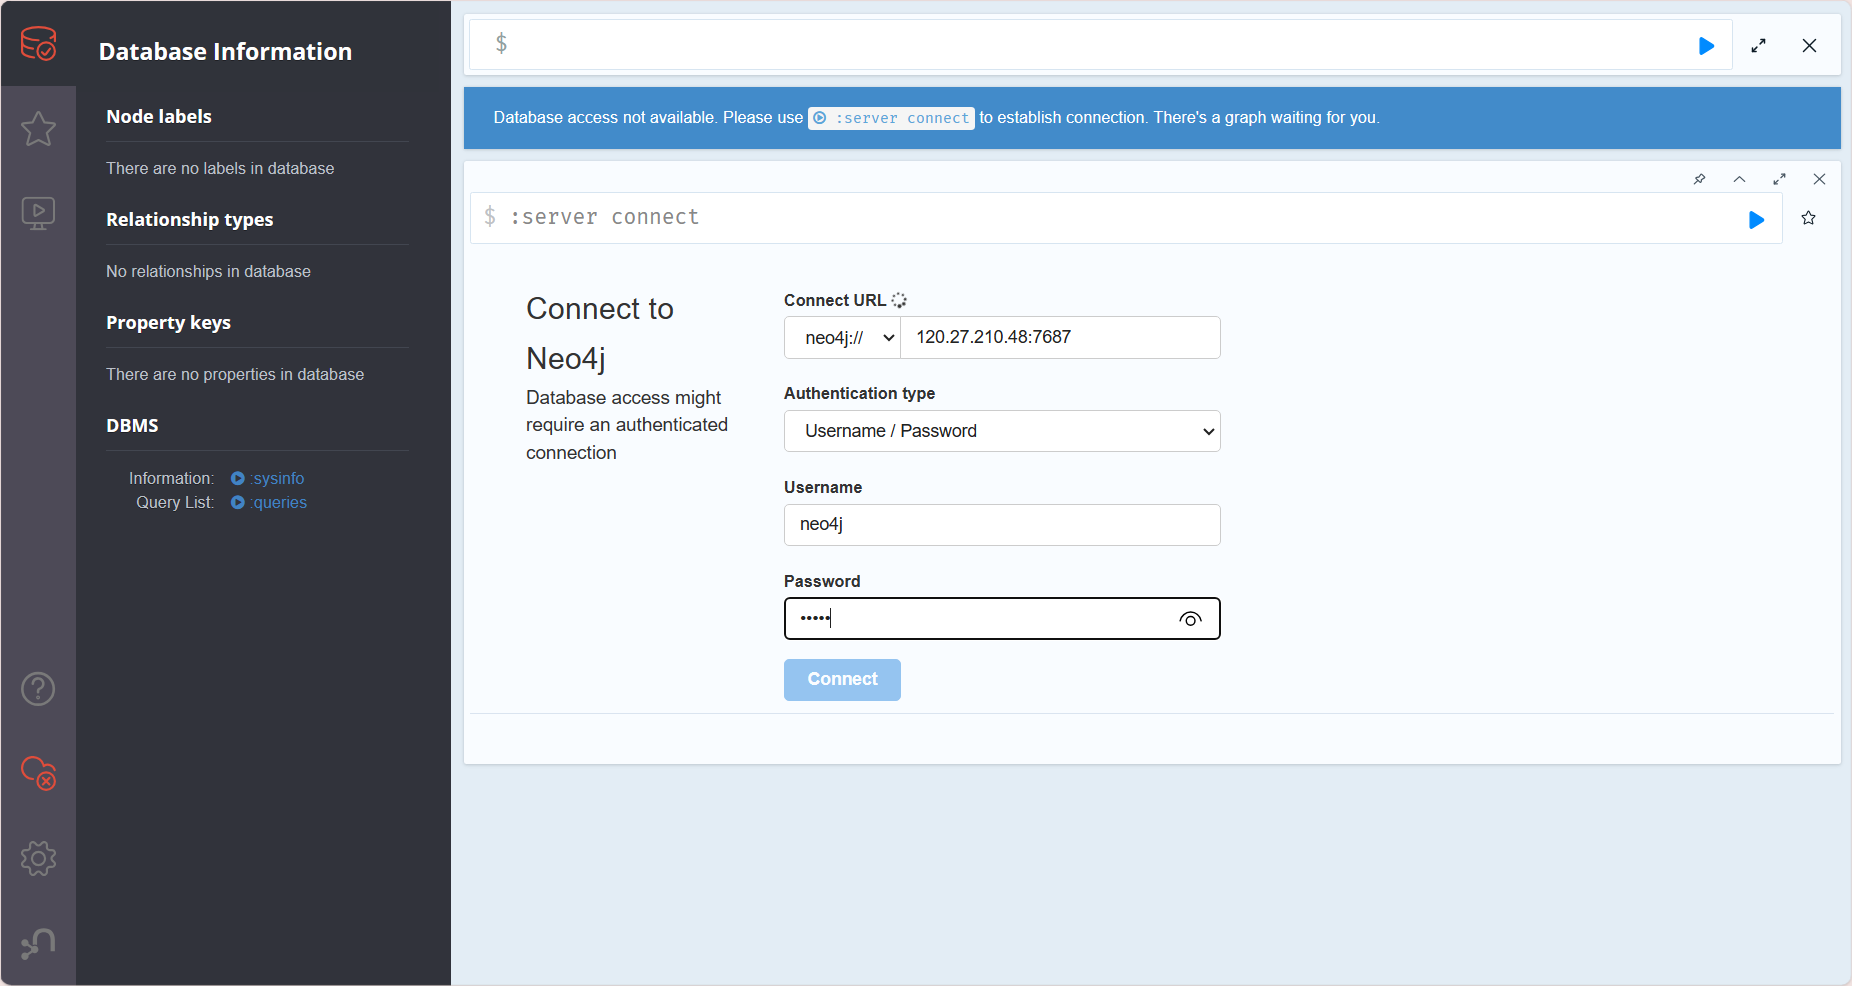 Database Information
Node labels
There are no labels in database
Relationship types
No relationships in database
Property keys
There are no properties in database
DBMS
Information: :sysinfo
Query List: :queries
$
Database access not available. Please use :server connect to establish connection. There's a graph waiting for you.
$ :server connect
Connect to
Neo4j
Database access might
require an authenticated
connection
Connect URL
neo4j:// 120.27.210.48:7687
Authentication type
Username / Password
Username
neo4j
Password
•••••
Connect